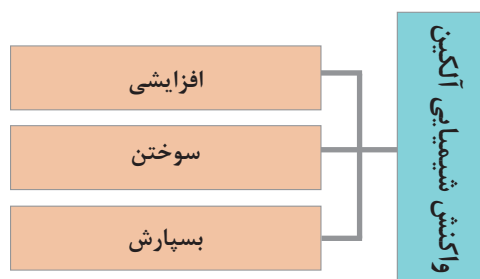 واکنش شیمیایی آلکین
افزایشی
سوختن
بسپارش